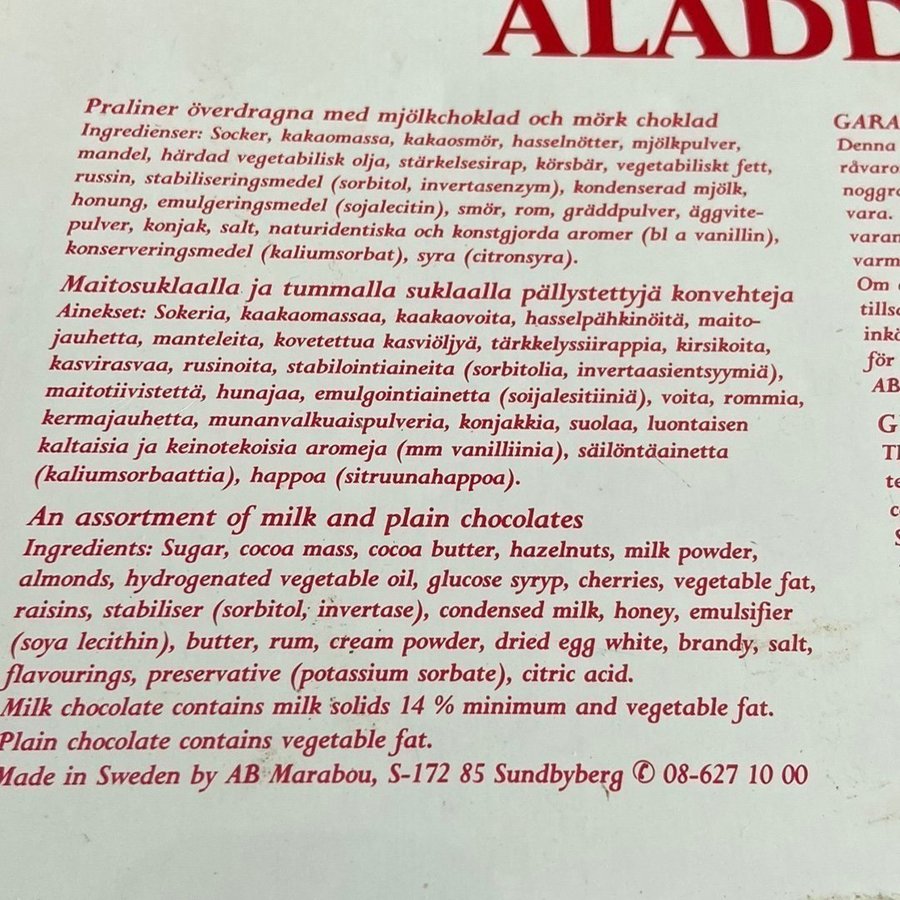 ALADD
Praliner överdragna med mjölkchoklad och mörk choklad
Ingredienser: Socker, kakaomassa, kakaosmör, hasselnötter, mjölkpulver,
mandel, härdad vegetabilisk olja, stärkelsesirap, körsbär, vegetabiliskt fett,
russin, stabiliseringsmedel (sorbitol, invertasenzym), kondenserad mjölk,
honung, emulgeringsmedel (sojalecitin), smör, rom, gräddpulver, äggvite-
pulver, konjak, salt, naturidentiska och konstgjorda aromer (bl a vanillin),
konserveringsmedel (kaliumsorbat), syra (citronsyra).
Maitosuklaalla ja tummalla suklaalla pällystettyjä konvehteja
Ainekset: Sokeria, kaakaomassaa, kaakaovoita, hasselpähkinöitä, maito-
jauhetta, manteleita, kovetettua kasviöljyä, tärkkelyssiirappia, kirsikoita,
kasvirasvaa, rusinoita, stabilointiaineita (sorbitolia, invertaasientsyymiä),
maitotiivistettä, hunajaa, emulgointiainetta (soijalesitiiniä), voita, rommia,
kermajauhetta, munanvalkuaispulveria, konjakkia, suolaa, luontaisen
kaltaisia ja keinotekoisia aromeja (mm vanilliinia), säilöntäainetta
(kaliumsorbaattia), happoa (sitruunahappoa).
An assortment of milk and plain chocolates
Ingredients: Sugar, cocoa mass, cocoa butter, hazelnuts, milk powder,
almonds, hydrogenated vegetable oil, glucose syryp, cherries, vegetable fat,
raisins, stabiliser (sorbitol, invertase), condensed milk, honey, emulsifier
(soya lecithin), butter, rum, cream powder, dried egg white, brandy, salt,
flavourings, preservative (potassium sorbate), citric acid.
Milk chocolate contains milk solids 14 % minimum and vegetable fat.
Plain chocolate contains vegetable fat.
Made in Sweden by AB Marabou, S-172 85 Sundbyberg ✆ 08-627 10 00
GARA
Denna
råvaro
noggra
vara.
varan
varm
Om
tillsa
inkö
för
AB
G
Th
te
c
S